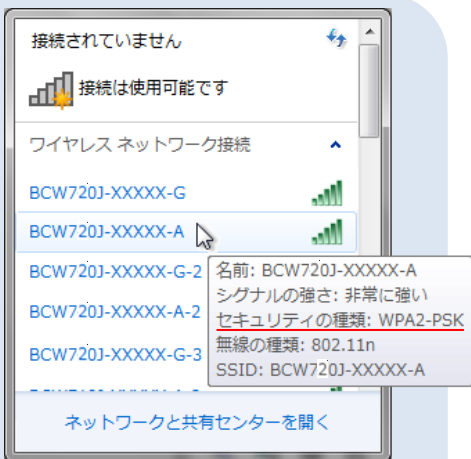 接続されていません
接続は使用可能です
ワイヤレス ネットワーク接続
BCW720J-XXXXX-G
BCW720J-XXXXX-A
BCW720J-XXXXX-G-2
BCW720J-XXXXX-A-2
BCW720J-XXXXX-G-3
名前: BCW720J-XXXXX-A
シグナルの強さ: 非常に強い
セキュリティの種類: WPA2-PSK
無線の種類: 802.11n
SSID: BCW720J-XXXXX-A
ネットワークと共有センターを開く